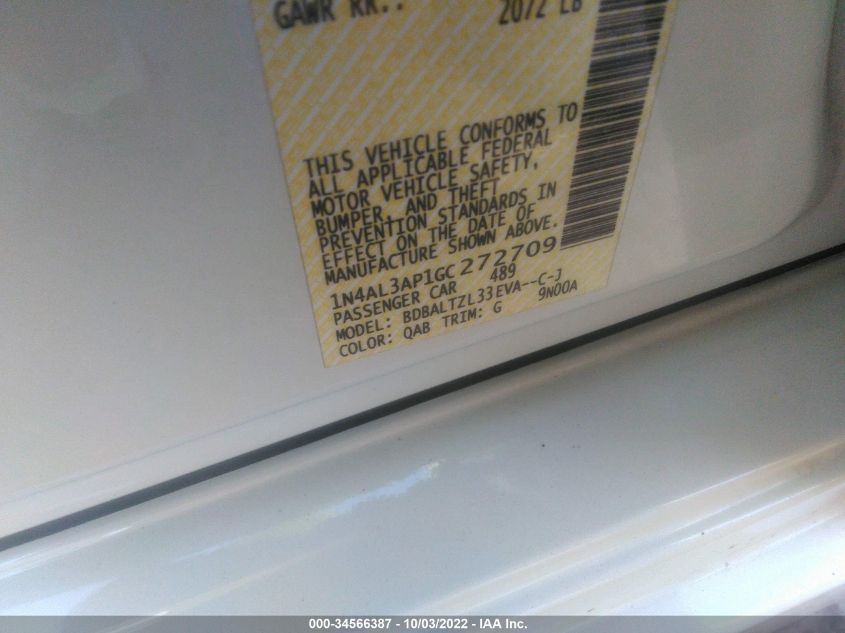 GAWR RR.: 2072 LB
THIS VEHICLE CONFORMS TO
ALL APPLICABLE FEDERAL
MOTOR VEHICLE SAFETY,
BUMPER, AND THEFT
PREVENTION STANDARDS IN
EFFECT ON THE DATE OF
MANUFACTURE SHOWN ABOVE.
1N4AL3AP1GC272709
PASSENGER CAR 489
MODEL: BDBALTZL33EVA--C-J
COLOR: QAB TRIM: G 9N00A
000-34566387 - 10/03/2022 - IAA Inc.